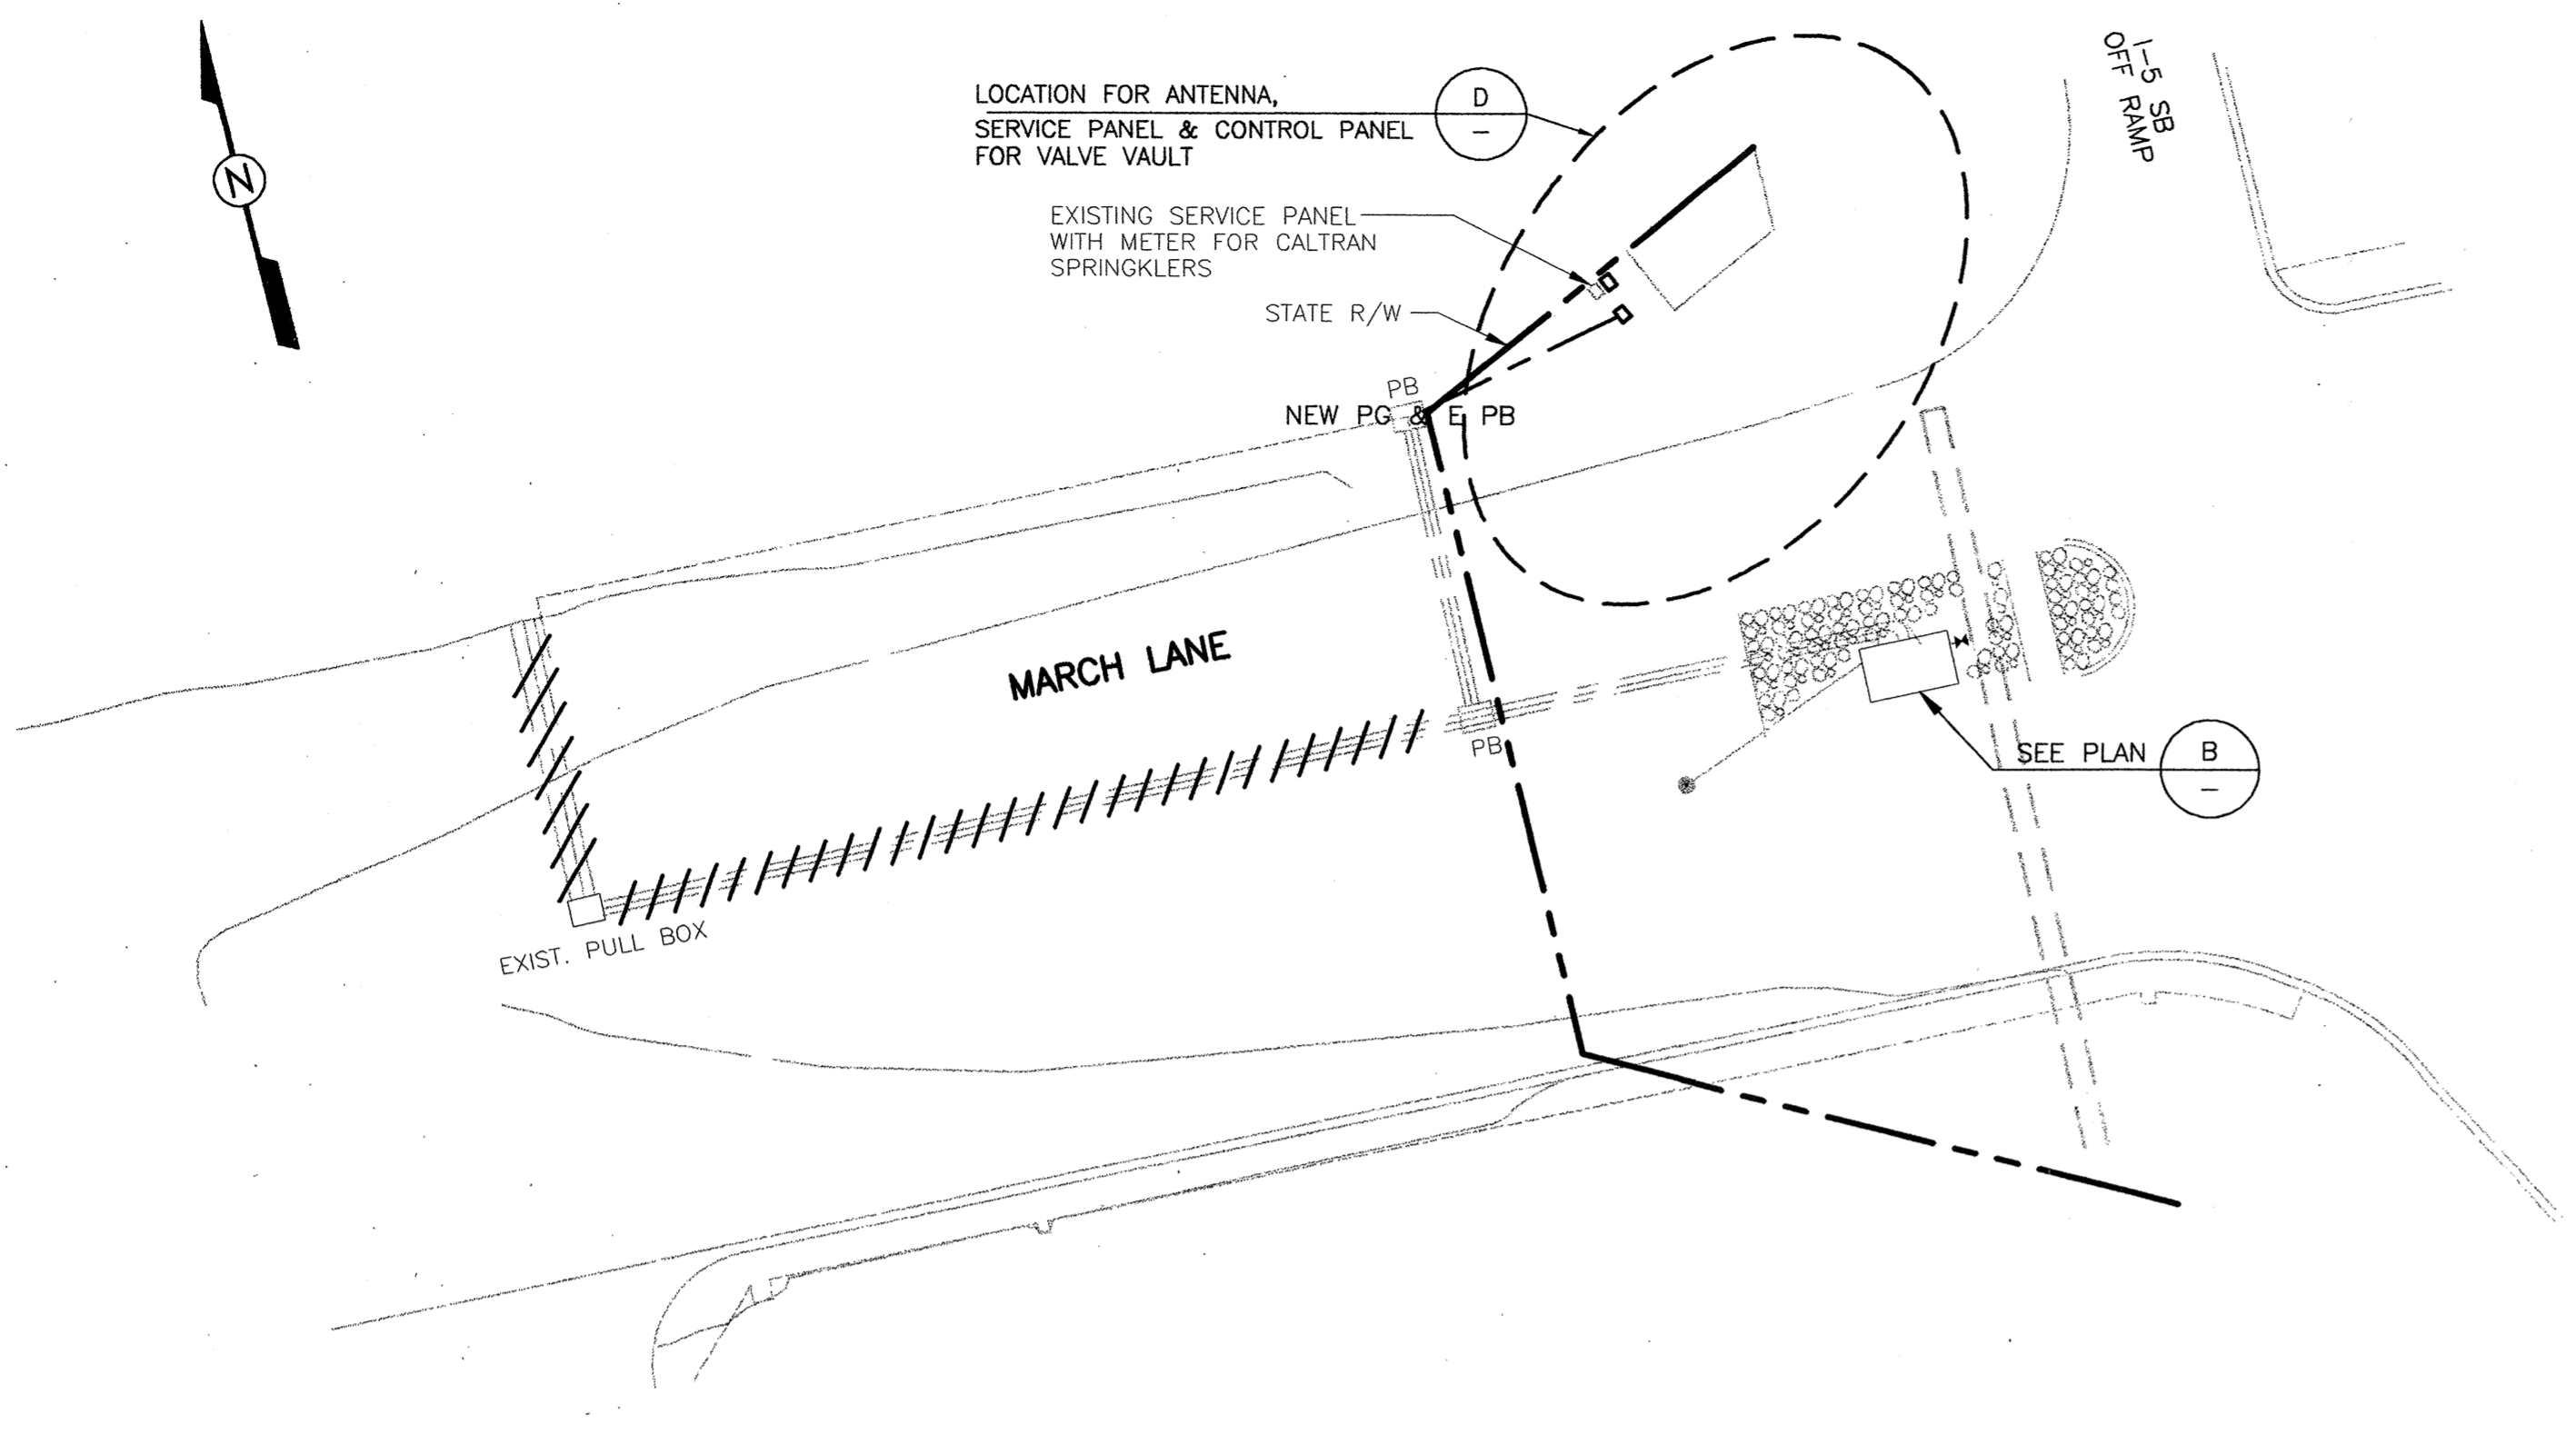 N
LOCATION FOR ANTENNA,
SERVICE PANEL & CONTROL PANEL
FOR VALVE VAULT
D
–
EXISTING SERVICE PANEL
WITH METER FOR CALTRAN
SPRINGKLERS
STATE R/W
I-5 SB
OFF RAMP
PB
NEW PG & E PB
MARCH LANE
PB
SEE PLAN
B
–
EXIST. PULL BOX